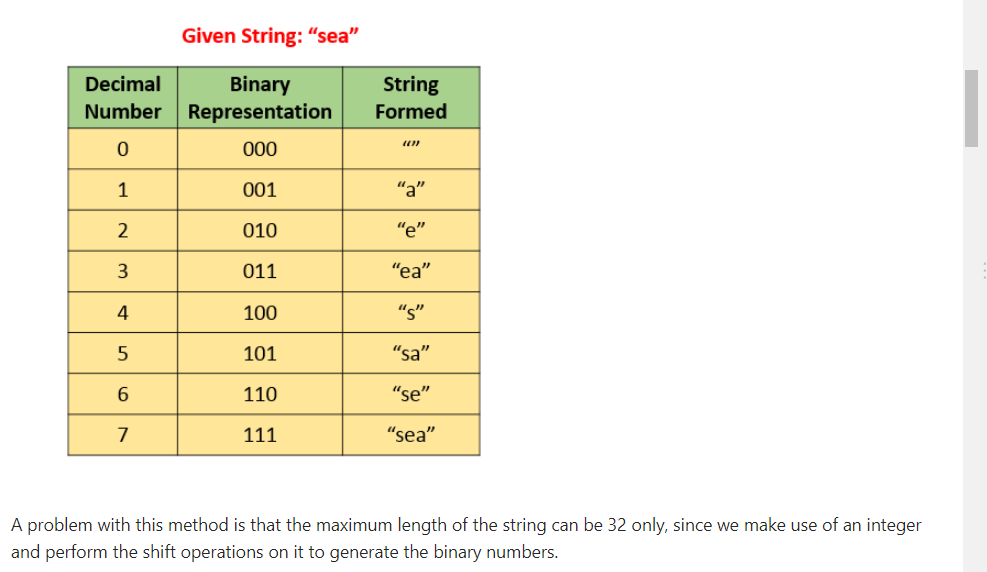 Given String: “sea”
Decimal Number Binary Representation String Formed
0 000 “”
1 001 “a”
2 010 “e”
3 011 “ea”
4 100 “s”
5 101 “sa”
6 110 “se”
7 111 “sea”
A problem with this method is that the maximum length of the string can be 32 only, since we make use of an integer
and perform the shift operations on it to generate the binary numbers.